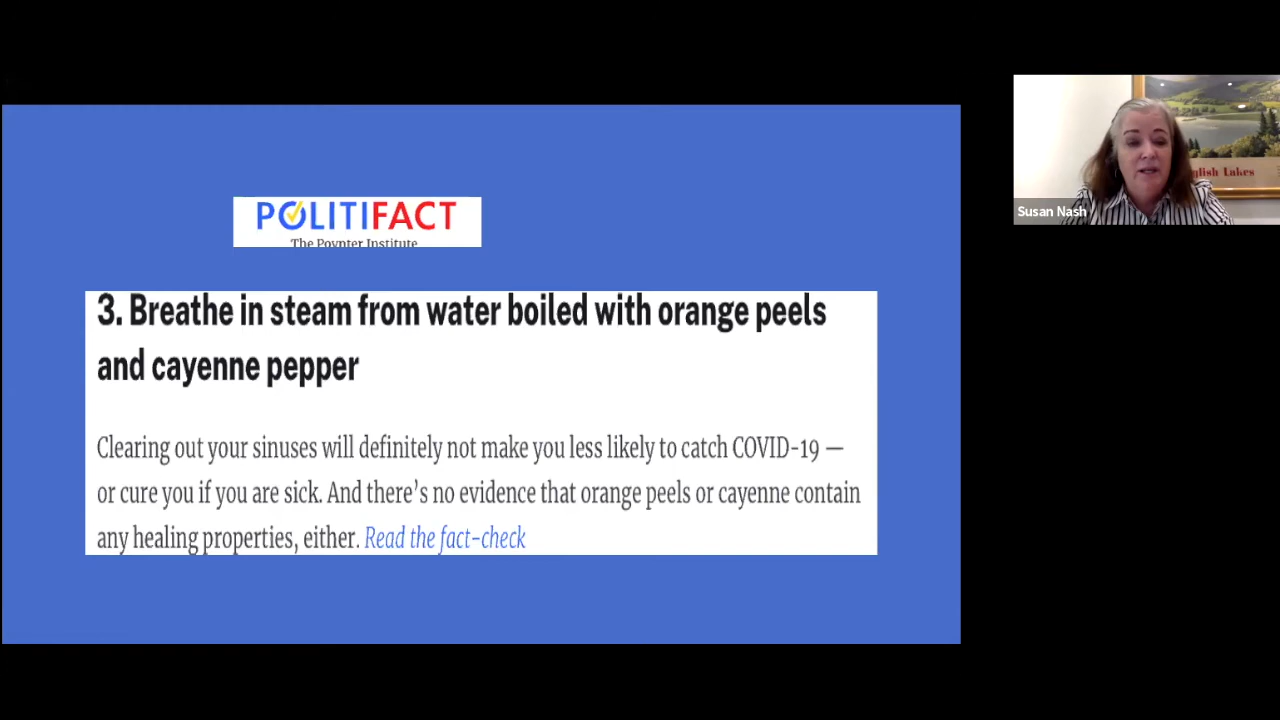 POLITIFACT
The Poynter Institute
3. Breathe in steam from water boiled with orange peels
and cayenne pepper
Clearing out your sinuses will definitely not make you less likely to catch COVID-19 —
or cure you if you are sick. And there's no evidence that orange peels or cayenne contain
any healing properties, either. Read the fact-check
glish Lakes
Susan Nash